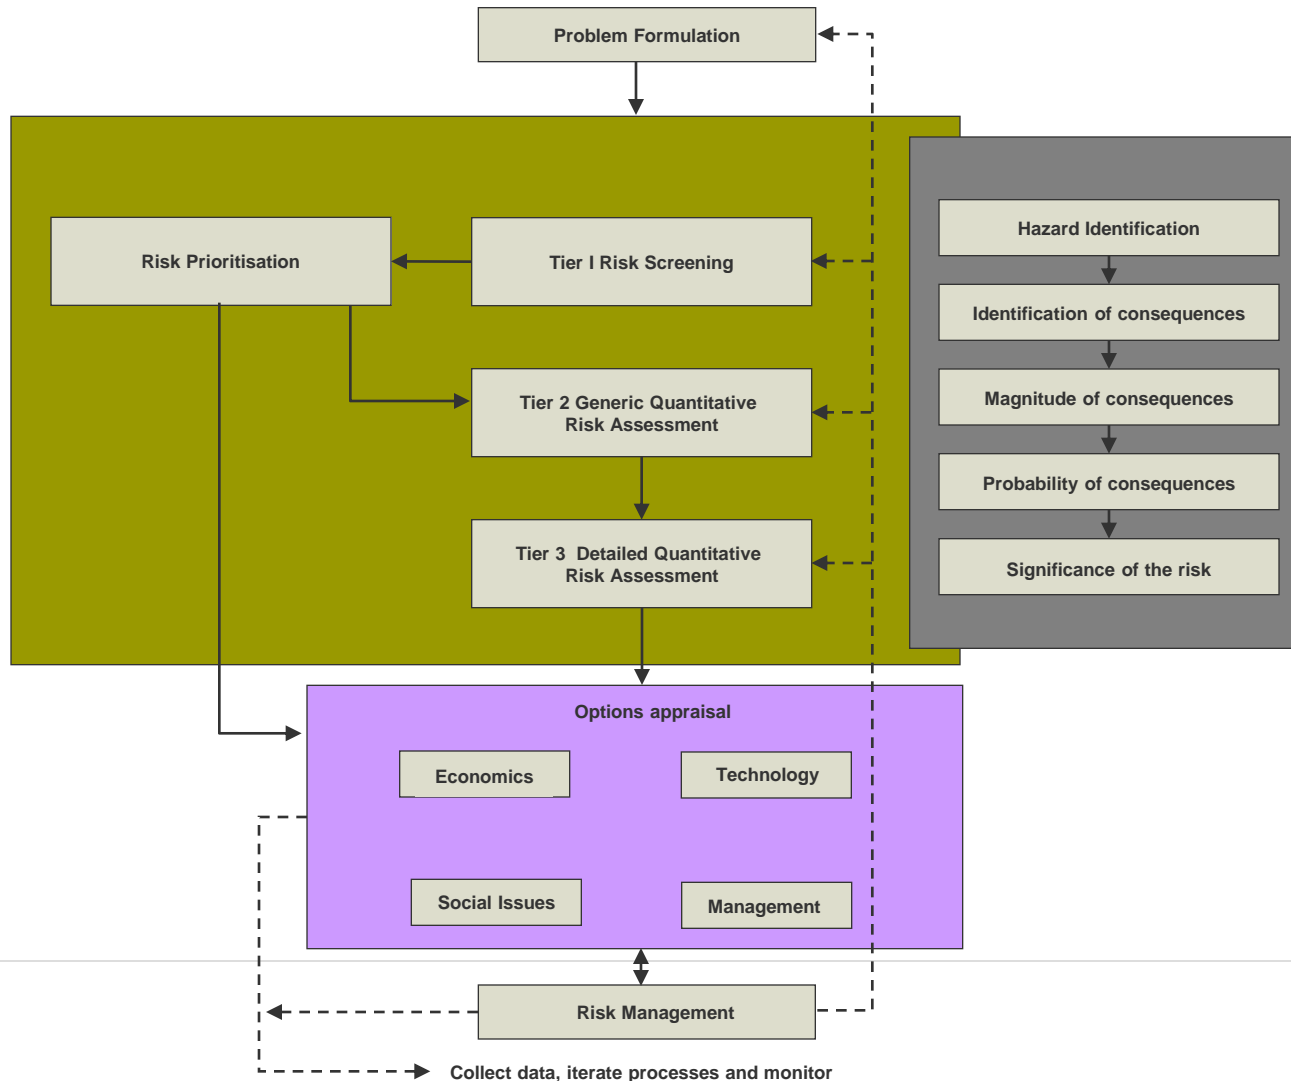 Problem Formulation
Risk Prioritisation
Tier I Risk Screening
Tier 2 Generic Quantitative
Risk Assessment
Tier 3 Detailed Quantitative
Risk Assessment
Hazard Identification
Identification of consequences
Magnitude of consequences
Probability of consequences
Significance of the risk
Options appraisal
Economics
Technology
Social Issues
Management
Risk Management
Collect data, iterate processes and monitor